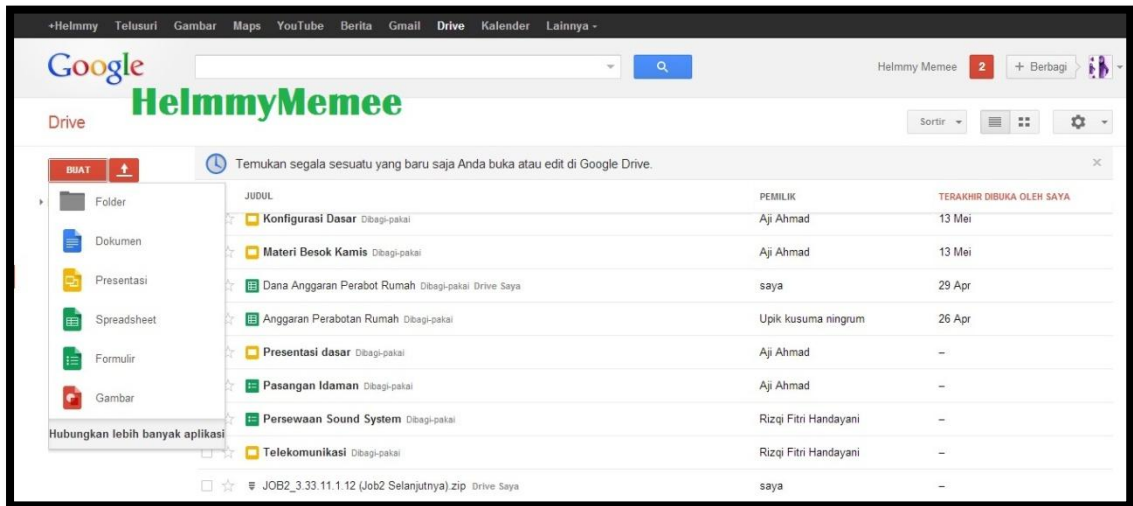 +Helmmy Telusuri Gambar Maps YouTube Berita Gmail Drive Kalender Lainnya
Google
Helmmy Memee 2 + Berbagi
HelmmyMemee
Drive
Sortir
BUAT
Temukan segala sesuatu yang baru saja Anda buka atau edit di Google Drive.
Folder
Dokumen
Presentasi
Spreadsheet
Formulir
Gambar
Hubungkan lebih banyak aplikasi
JUDUL PEMILIK TERAKHIR DIBUKA OLEH SAYA
Konfigurasi Dasar Dibagi-pakai Aji Ahmad 13 Mei
Materi Besok Kamis Dibagi-pakai Aji Ahmad 13 Mei
Dana Anggaran Perabot Rumah Dibagi-pakai Drive Saya saya 29 Apr
Anggaran Perabotan Rumah Dibagi-pakai Upik kusuma ningrum 26 Apr
Presentasi dasar Dibagi-pakai Aji Ahmad –
Pasangan Idaman Dibagi-pakai Aji Ahmad –
Persewaan Sound System Dibagi-pakai Rizqi Fitri Handayani –
Telekomunikasi Dibagi-pakai Rizqi Fitri Handayani –
JOB2_3.33.11.1.12 (Job2 Selanjutnya).zip Drive Saya saya –